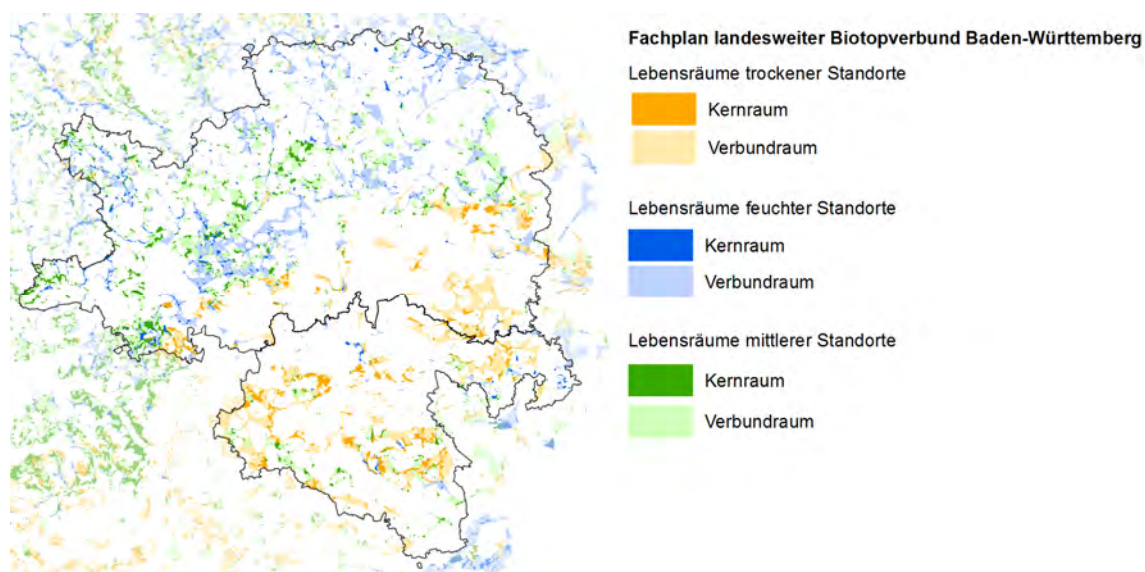 Fachplan landesweiter Biotopverbund Baden-Württemberg
Lebensräume trockener Standorte
Kernraum
Verbundraum
Lebensräume feuchter Standorte
Kernraum
Verbundraum
Lebensräume mittlerer Standorte
Kernraum
Verbundraum